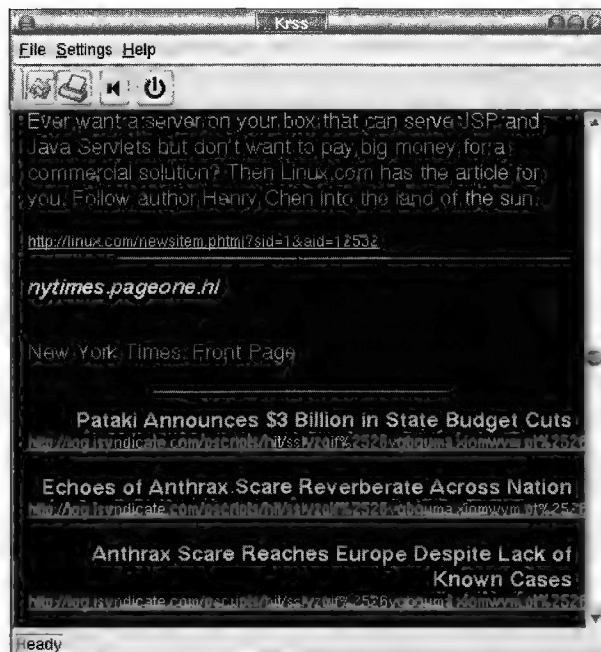 Krss
File Settings Help
Ever want a server on your box that can serve JSP and
Java Servlets but don't want to pay big money for a
commercial solution? Then Linux.com has the article for
you. Follow author Henry Chen into the land of the sun.
http://linux.com/newsitem.phtml?sid=1&aid=12532
nytimes.pageone.hl
New York Times: Front Page
Pataki Announces $3 Billion in State Budget Cuts
Echoes of Anthrax Scare Reverberate Across Nation
Anthrax Scare Reaches Europe Despite Lack of
Known Cases
Ready